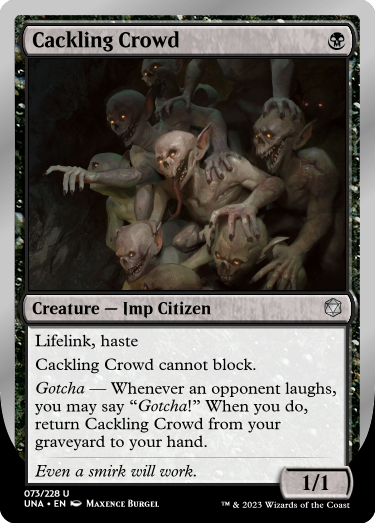 Cackling Crowd
Creature — Imp Citizen
Lifelink, haste
Cackling Crowd cannot block.
Gotcha — Whenever an opponent laughs,
you may say “Gotcha!” When you do,
return Cackling Crowd from your
graveyard to your hand.
Even a smirk will work.
1/1
073/228 U
UNA • EN Maxence Burgel
™ & © 2023 Wizards of the Coast